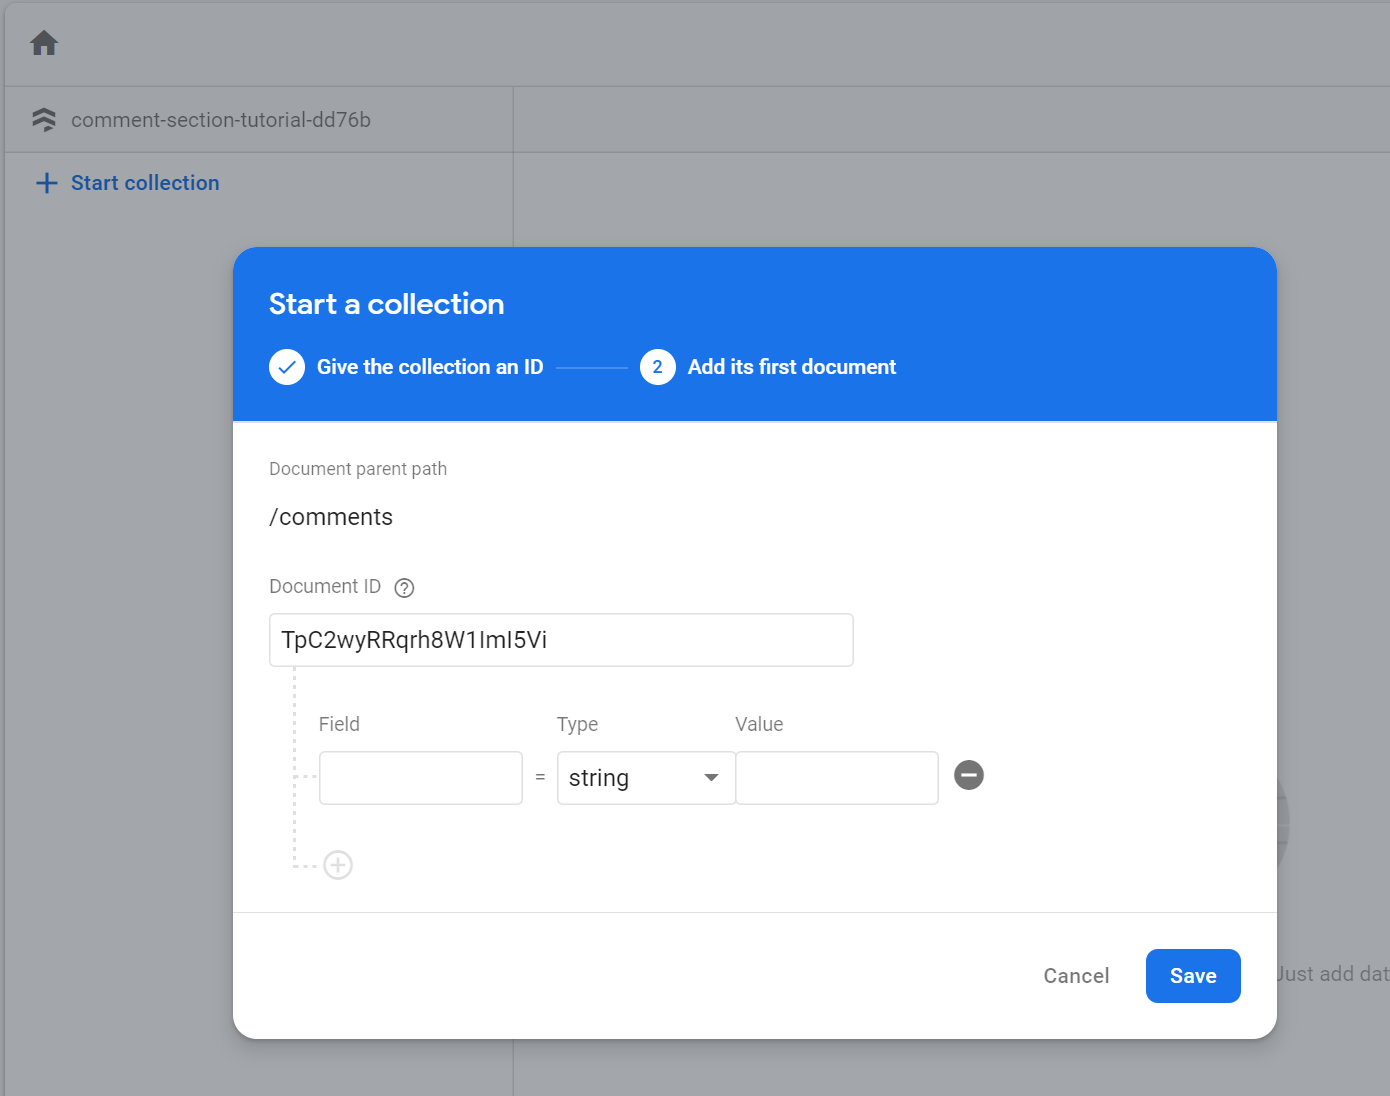 comment-section-tutorial-dd76b
Start collection
Start a collection
Give the collection an ID
2
Add its first document
Document parent path
/comments
Document ID
?
TpC2wyRRqrh8W1ImI5Vi
Field
Type
Value
=
string
Cancel
Save
Just add dat